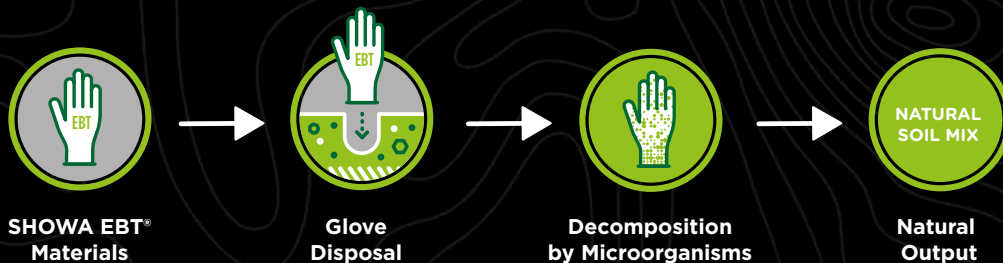 EBT
EBT
NATURAL
SOIL MIX
SHOWA EBT®
Materials
Glove
Disposal
Decomposition
by Microorganisms
Natural
Output